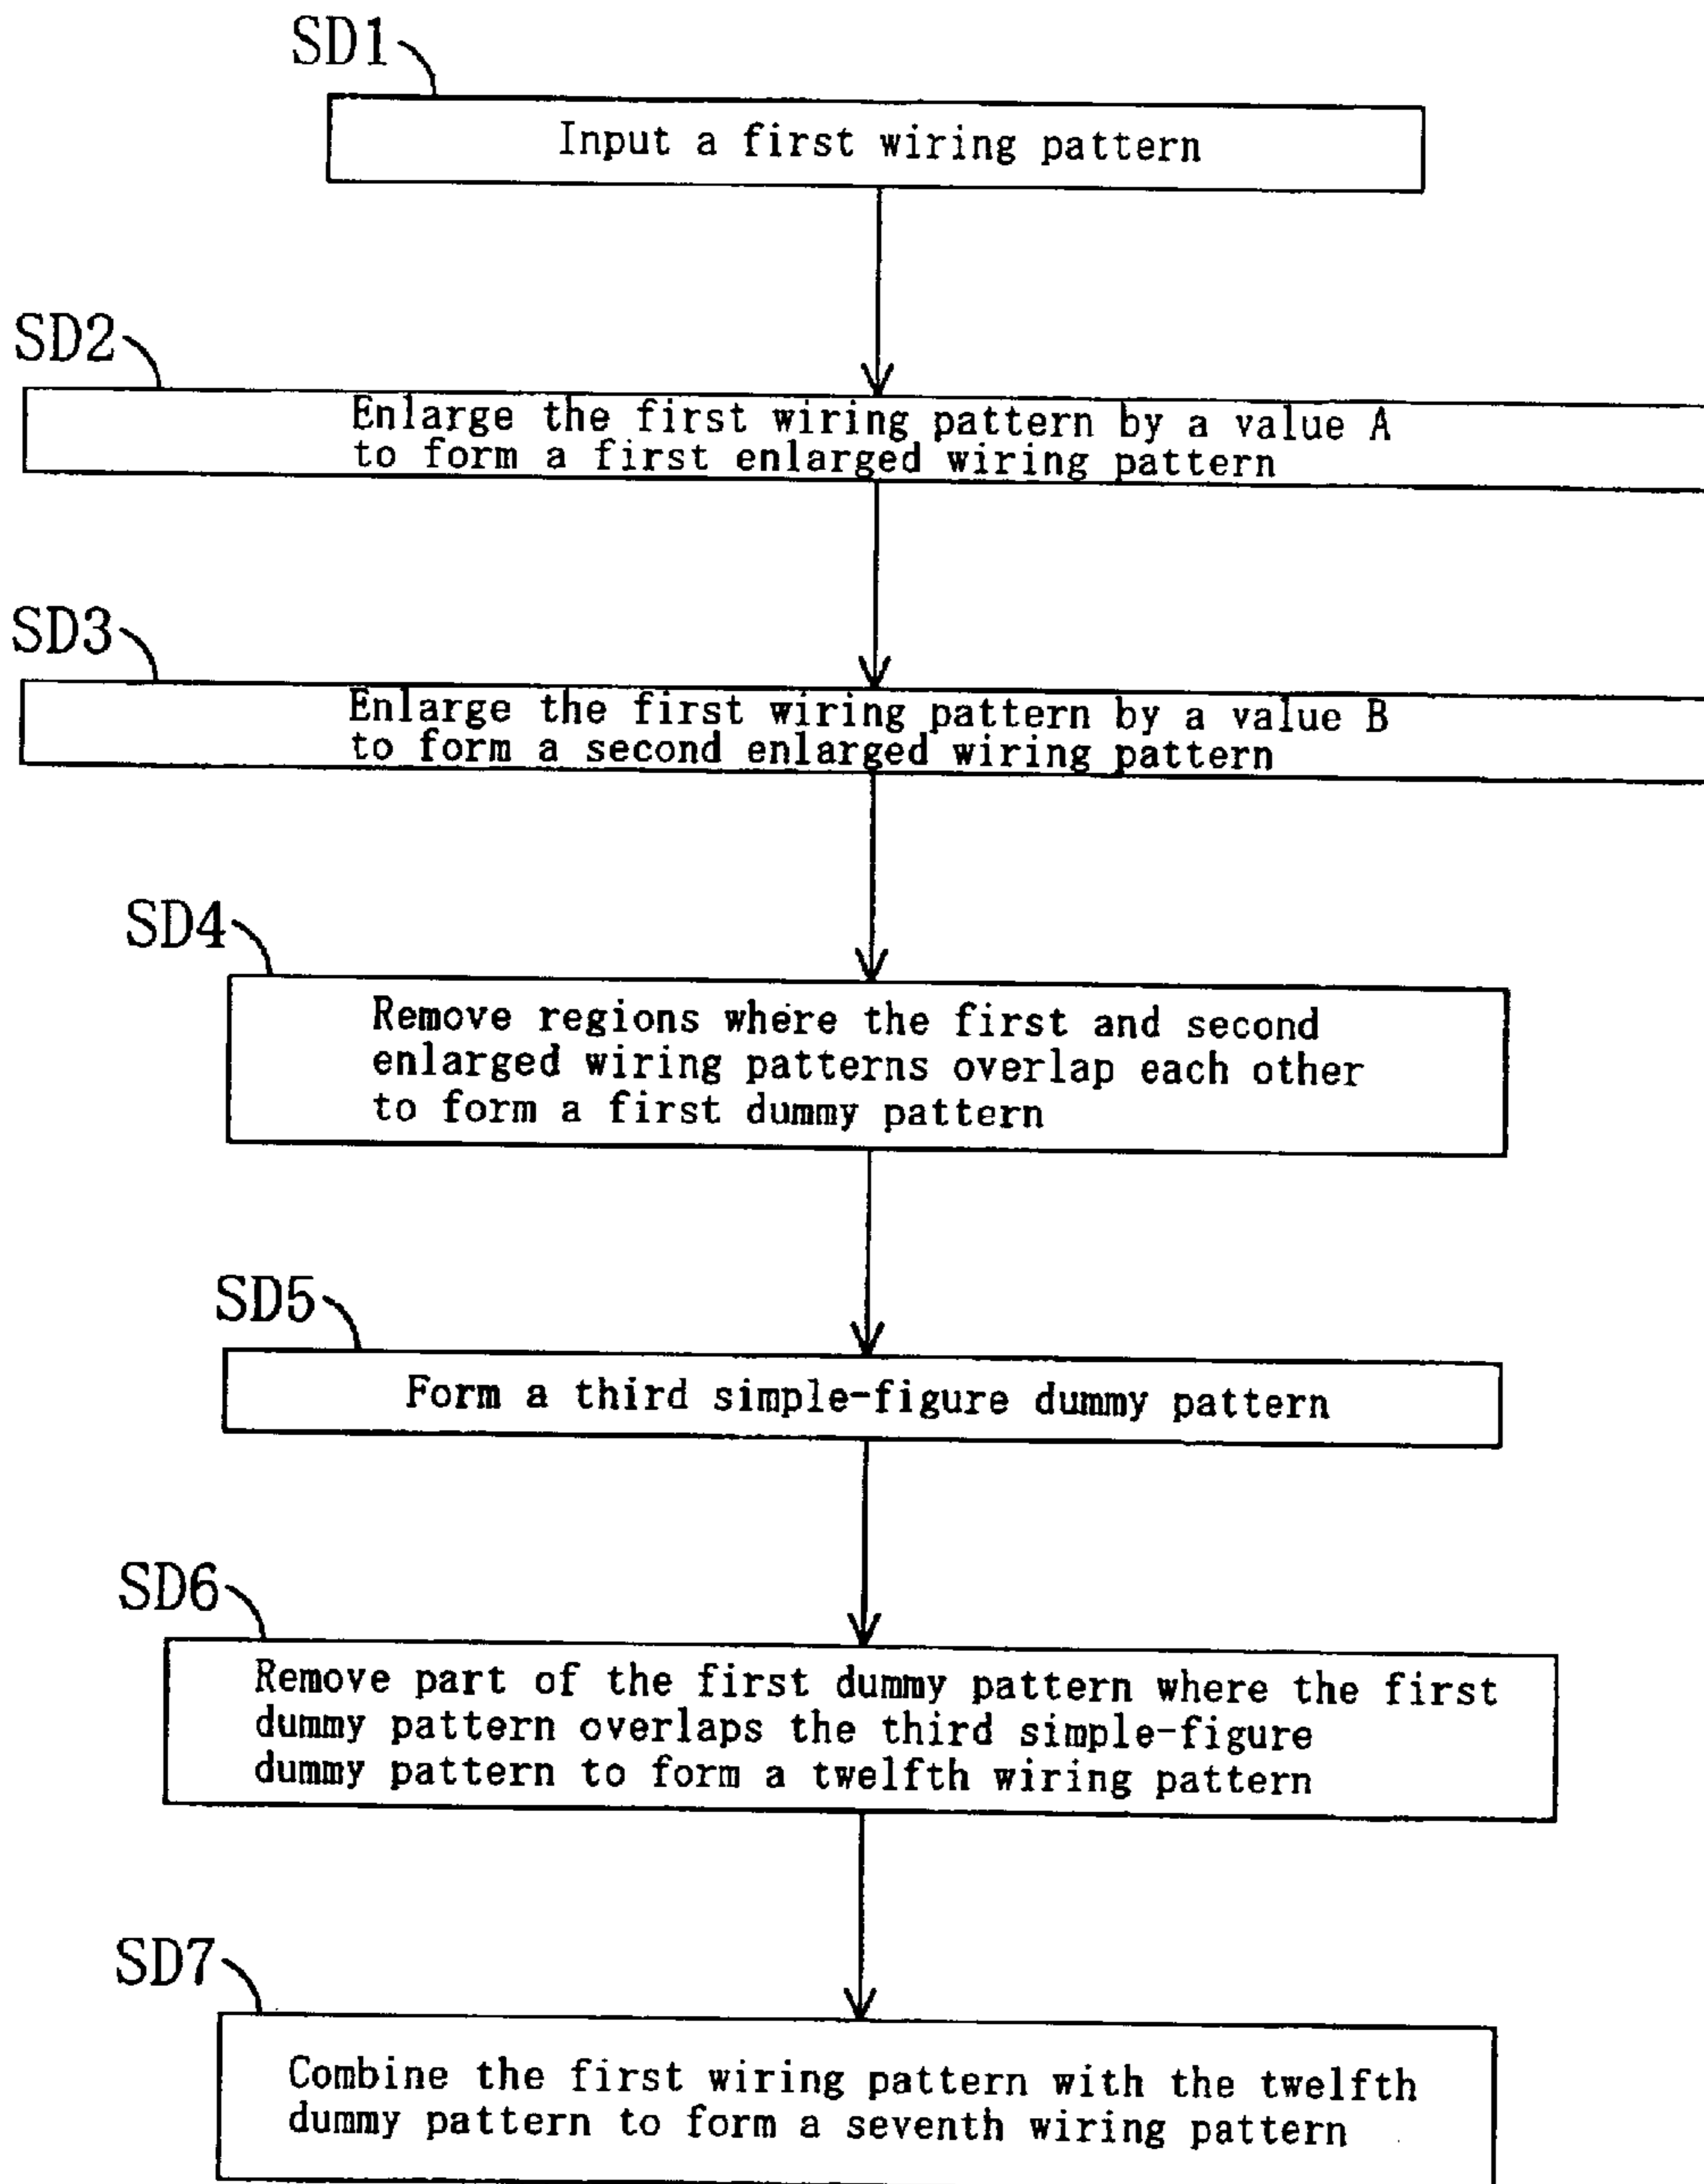 SD1
Input a first wiring pattern
SD2
Enlarge the first wiring pattern by a value A
to form a first enlarged wiring pattern
SD3
Enlarge the first wiring pattern by a value B
to form a second enlarged wiring pattern
SD4
Remove regions where the first and second
enlarged wiring patterns overlap each other
to form a first dummy pattern
SD5
Form a third simple-figure dummy pattern
SD6
Remove part of the first dummy pattern where the first
dummy pattern overlaps the third simple-figure
dummy pattern to form a twelfth wiring pattern
SD7
Combine the first wiring pattern with the twelfth
dummy pattern to form a seventh wiring pattern